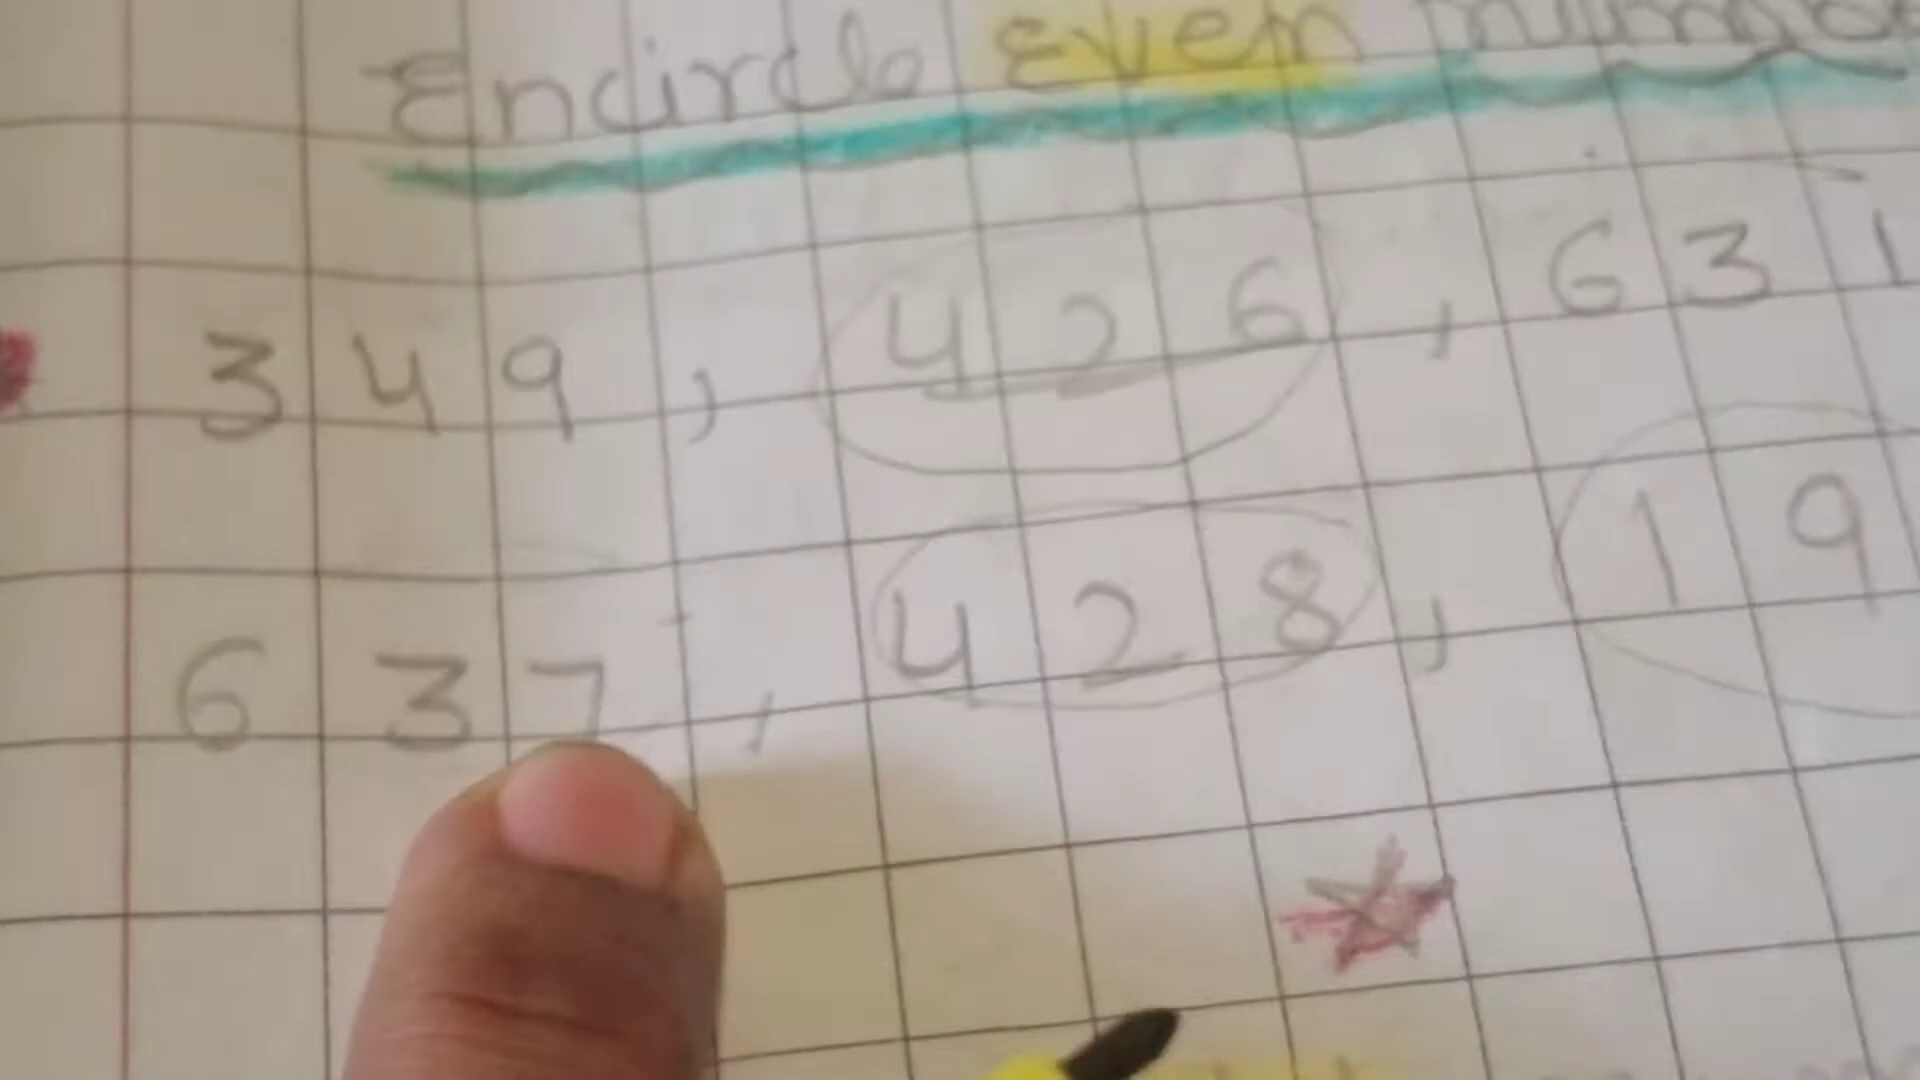 Encircle even
349, 426, 631
637, 428, 19